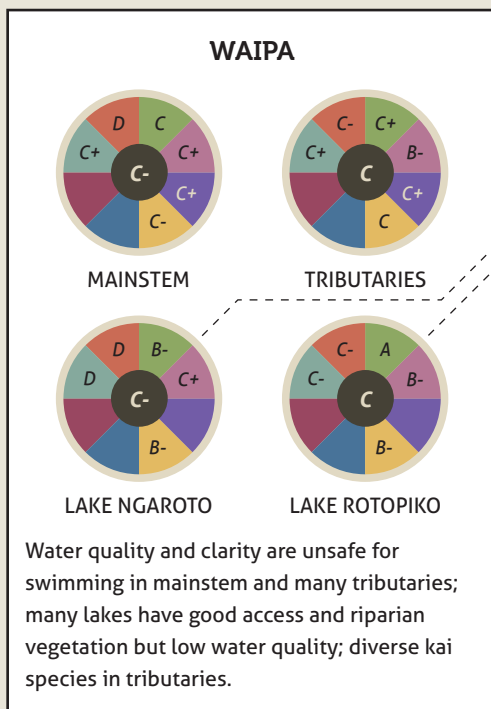 WAIPA
D C
C+ C+
C-
C+
C-
MAINSTEM
C- C+
C+ B-
C
C+
C
TRIBUTARIES
D B-
D C+
C-
B-
LAKE NGAROTO
C- A
C- B-
C
B-
LAKE ROTOPIKO
Water quality and clarity are unsafe for
swimming in mainstem and many tributaries;
many lakes have good access and riparian
vegetation but low water quality; diverse kai
species in tributaries.